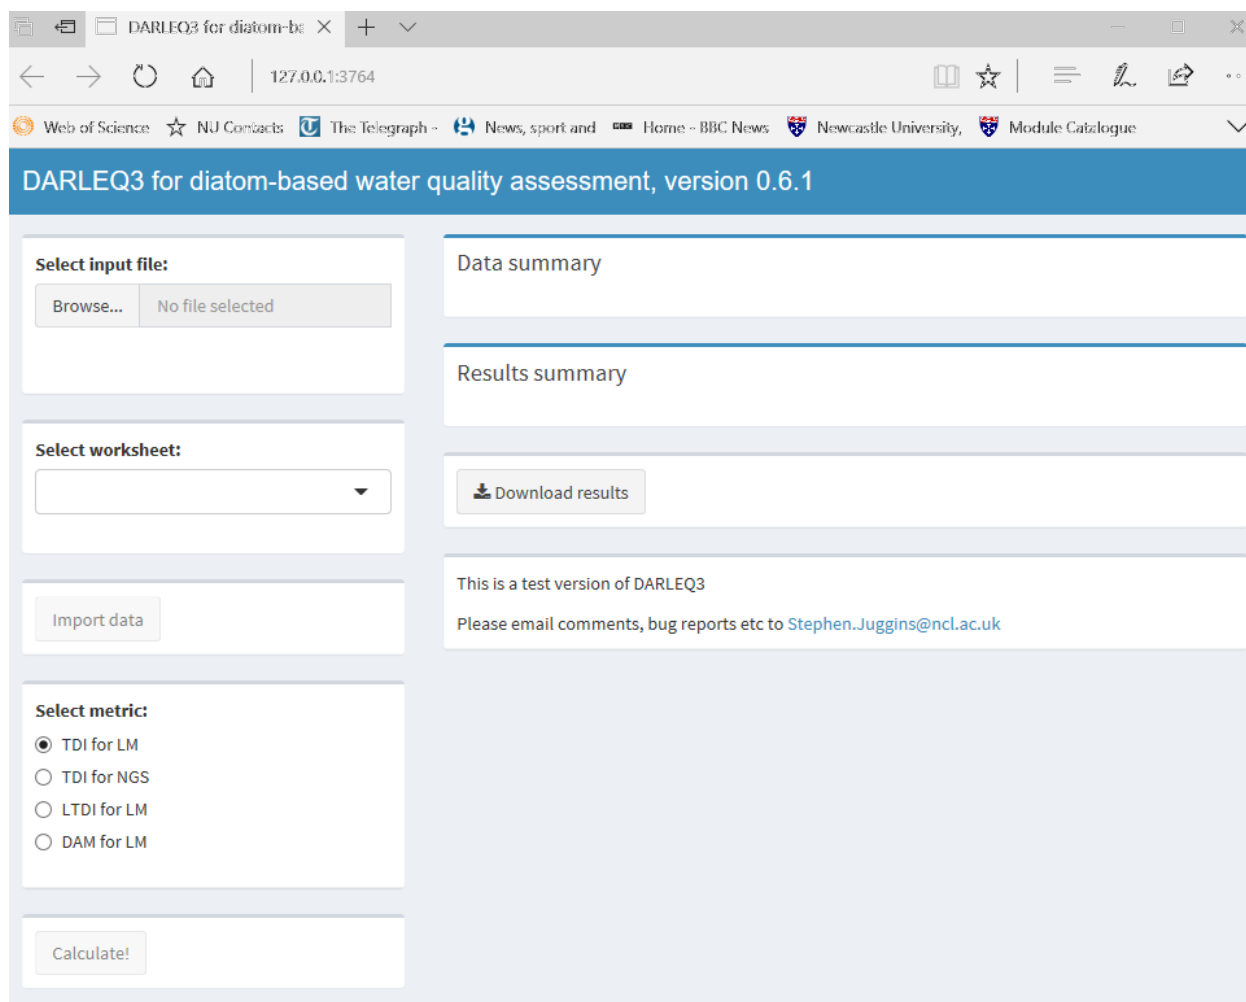 DARLEQ3 for diatom-ba
127.0.0.1:3764
Web of Science NU Contacts The Telegraph - News, sport and Home - BBC News Newcastle University, Module Catalogue
DARLEQ3 for diatom-based water quality assessment, version 0.6.1
Select input file:
Browse... No file selected
Select worksheet:
Import data
Select metric:
TDI for LM
TDI for NGS
LTDI for LM
DAM for LM
Calculate!
Data summary
Results summary
Download results
This is a test version of DARLEQ3
Please email comments, bug reports etc to Stephen.Juggins@ncl.ac.uk